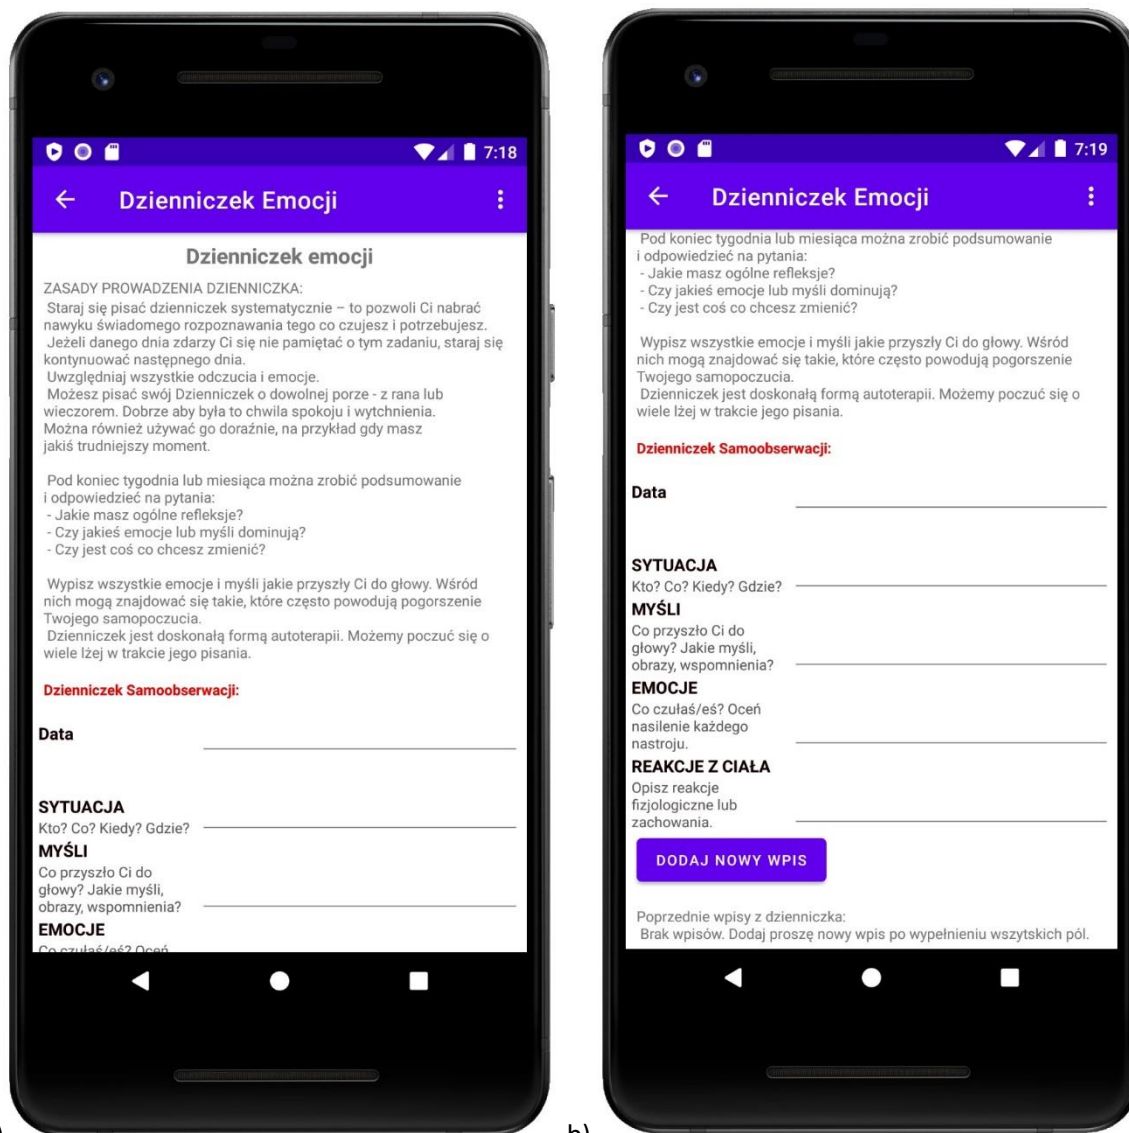 7:18
Dzienniczek Emocji
Dzienniczek emocji
ZASADY PROWADZENIA DZIENNICZKA:
Staraj się pisać dzienniczek systematycznie – to pozwoli Ci nabrać
nawyku świadomego rozpoznawania tego co czujesz i potrzebujesz.
Jeżeli danego dnia zdarzy Ci się nie pamiętać o tym zadaniu, staraj się
kontynuować następnego dnia.
Uwzględniaj wszystkie odczucia i emocje.
Możesz pisać swój Dzienniczek o dowolnej porze - z rana lub
wieczorem. Dobrze aby była to chwila spokoju i wytchnienia.
Można również używać go doraźnie, na przykład gdy masz
jakiś trudniejszy moment.
Pod koniec tygodnia lub miesiąca można zrobić podsumowanie
i odpowiedzieć na pytania:
- Jakie masz ogólne refleksje?
- Czy jakieś emocje lub myśli dominują?
- Czy jest coś co chcesz zmienić?
Wypisz wszystkie emocje i myśli jakie przyszły Ci do głowy. Wśród
nich mogą znajdować się takie, które często powodują pogorszenie
Twojego samopoczucia.
Dzienniczek jest doskonałą formą autoterapii. Możemy poczuć się o
wiele lżej w trakcie jego pisania.
Dzienniczek Samoobserwacji:
Data
SYTUACJA
Kto? Co? Kiedy? Gdzie?
MYŚLI
Co przyszło Ci do
głowy? Jakie myśli,
obrazy, wspomnienia?
EMOCJE
Co czułaś/eś? Oceń
7:19
Dzienniczek Emocji
Pod koniec tygodnia lub miesiąca można zrobić podsumowanie
i odpowiedzieć na pytania:
- Jakie masz ogólne refleksje?
- Czy jakieś emocje lub myśli dominują?
- Czy jest coś co chcesz zmienić?
Wypisz wszystkie emocje i myśli jakie przyszły Ci do głowy. Wśród
nich mogą znajdować się takie, które często powodują pogorszenie
Twojego samopoczucia.
Dzienniczek jest doskonałą formą autoterapii. Możemy poczuć się o
wiele lżej w trakcie jego pisania.
Dzienniczek Samoobserwacji:
Data
SYTUACJA
Kto? Co? Kiedy? Gdzie?
MYŚLI
Co przyszło Ci do
głowy? Jakie myśli,
obrazy, wspomnienia?
EMOCJE
Co czułaś/eś? Oceń
nasilenie każdego
nastroju.
REAKCJE Z CIAŁA
Opisz reakcje
fizjologiczne lub
zachowania.
DODAJ NOWY WPIS
Poprzednie wpisy z dzienniczka:
Brak wpisów. Dodaj proszę nowy wpis po wypełnieniu wszytskich pól.